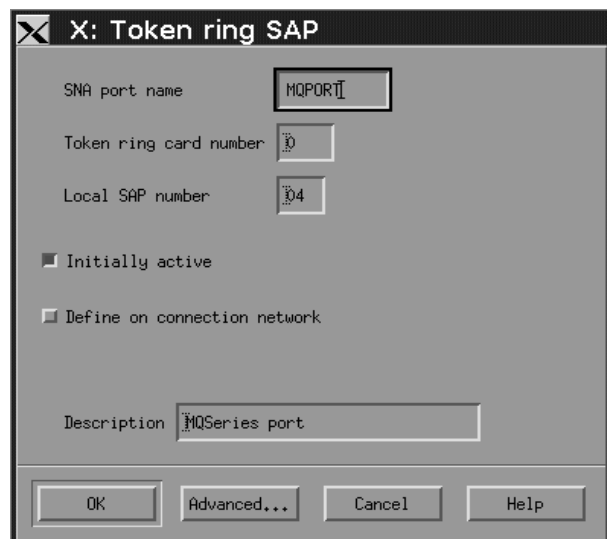 X: Token ring SAP
SNA port name MQPORT
Token ring card number 0
Local SAP number 04
Initially active
Define on connection network
Description MQSeries port
OK Advanced... Cancel Help